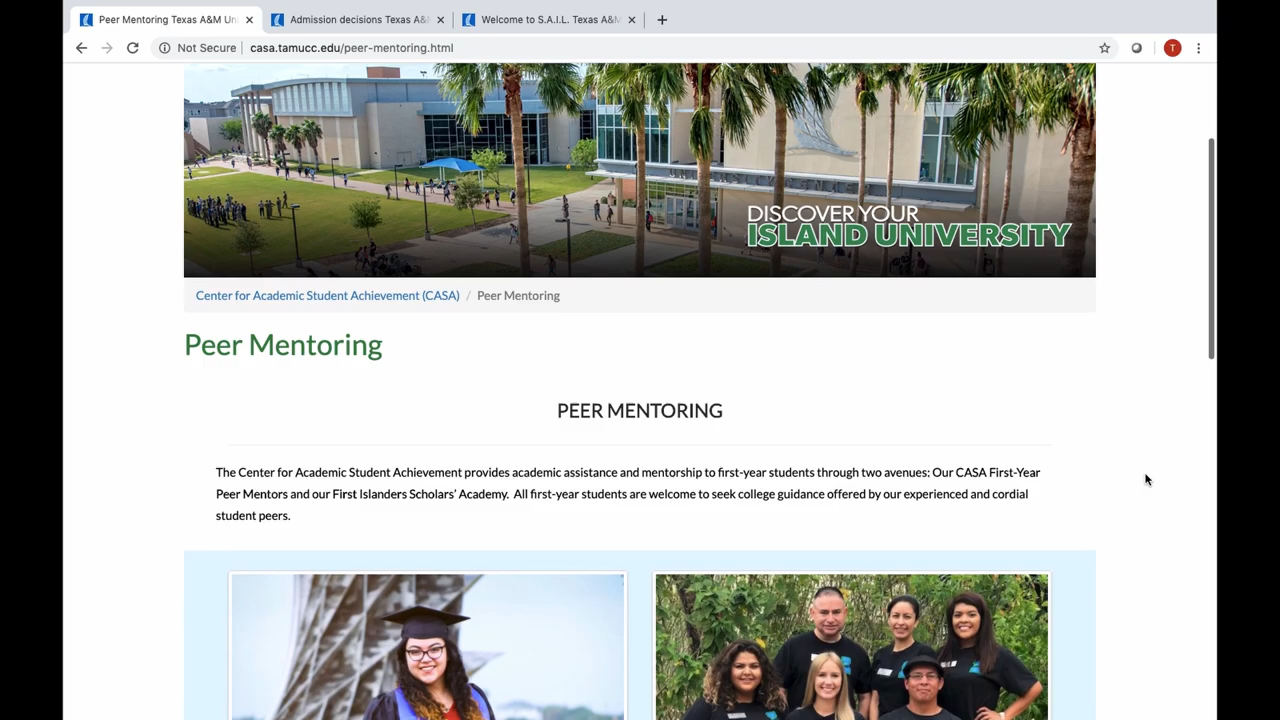 Peer Mentoring Texas A&M Un
Admission decisions Texas A&
Welcome to S.A.I.L. Texas A&M
Not Secure
casa.tamucc.edu/peer-mentoring.html
T
DISCOVER YOUR
ISLAND UNIVERSITY
Center for Academic Student Achievement (CASA) / Peer Mentoring
Peer Mentoring
PEER MENTORING
The Center for Academic Student Achievement provides academic assistance and mentorship to first-year students through two avenues: Our CASA First-Year
Peer Mentors and our First Islanders Scholars' Academy. All first-year students are welcome to seek college guidance offered by our experienced and cordial
student peers.